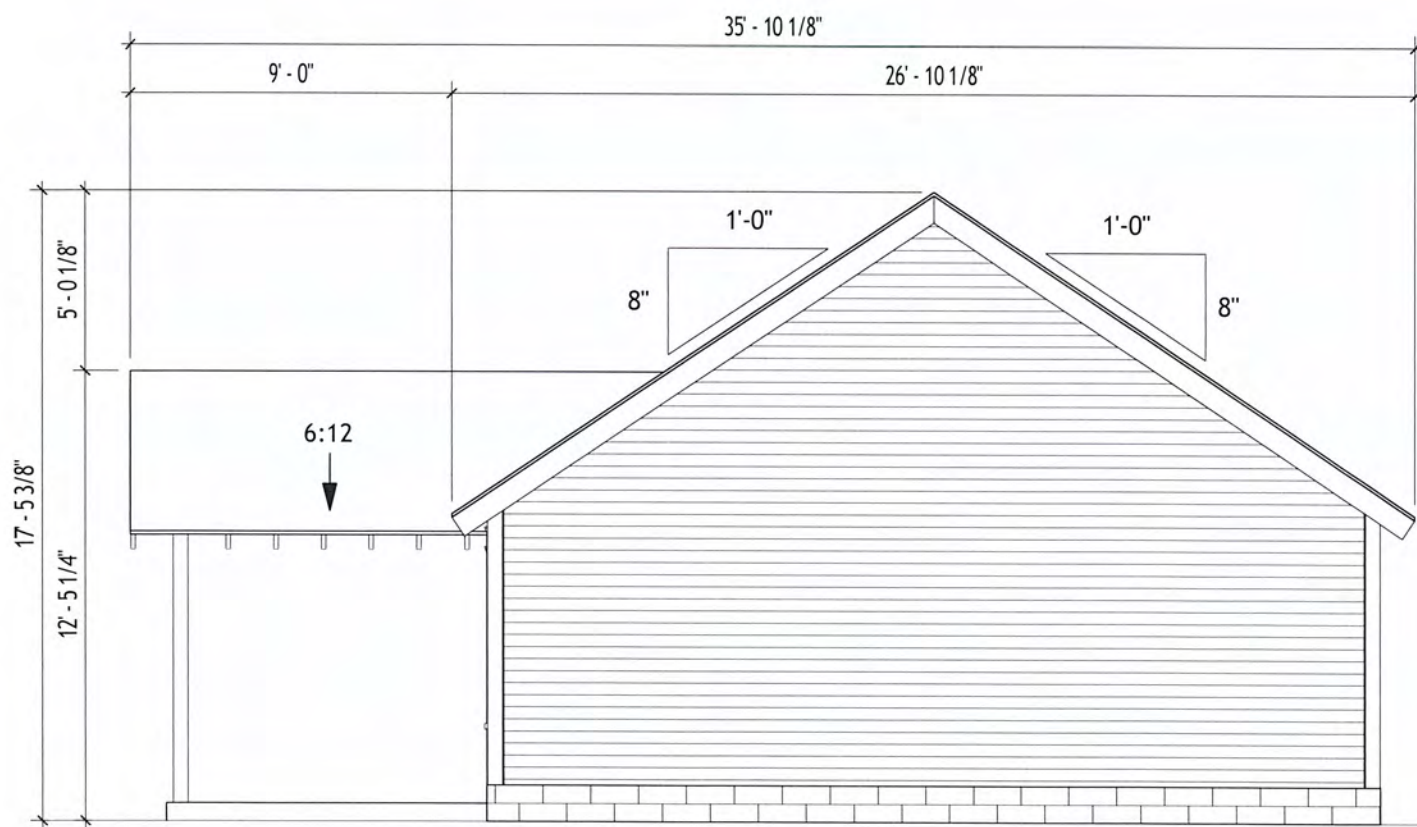 35' - 10 1/8"
9' - 0"
26' - 10 1/8"
1'-0"
1'-0"
5' - 0 1/8"
8"
8"
6:12
17' - 5 3/8"
12' - 5 1/4"